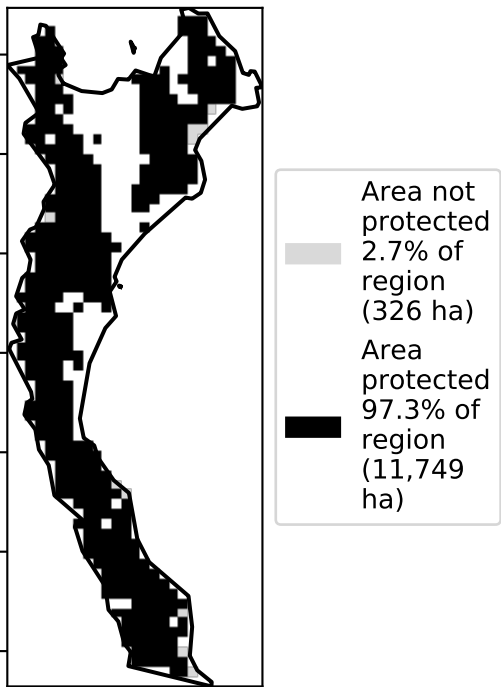 Area not
protected
2.7% of
region
(326 ha)
Area
protected
97.3% of
region
(11,749
ha)